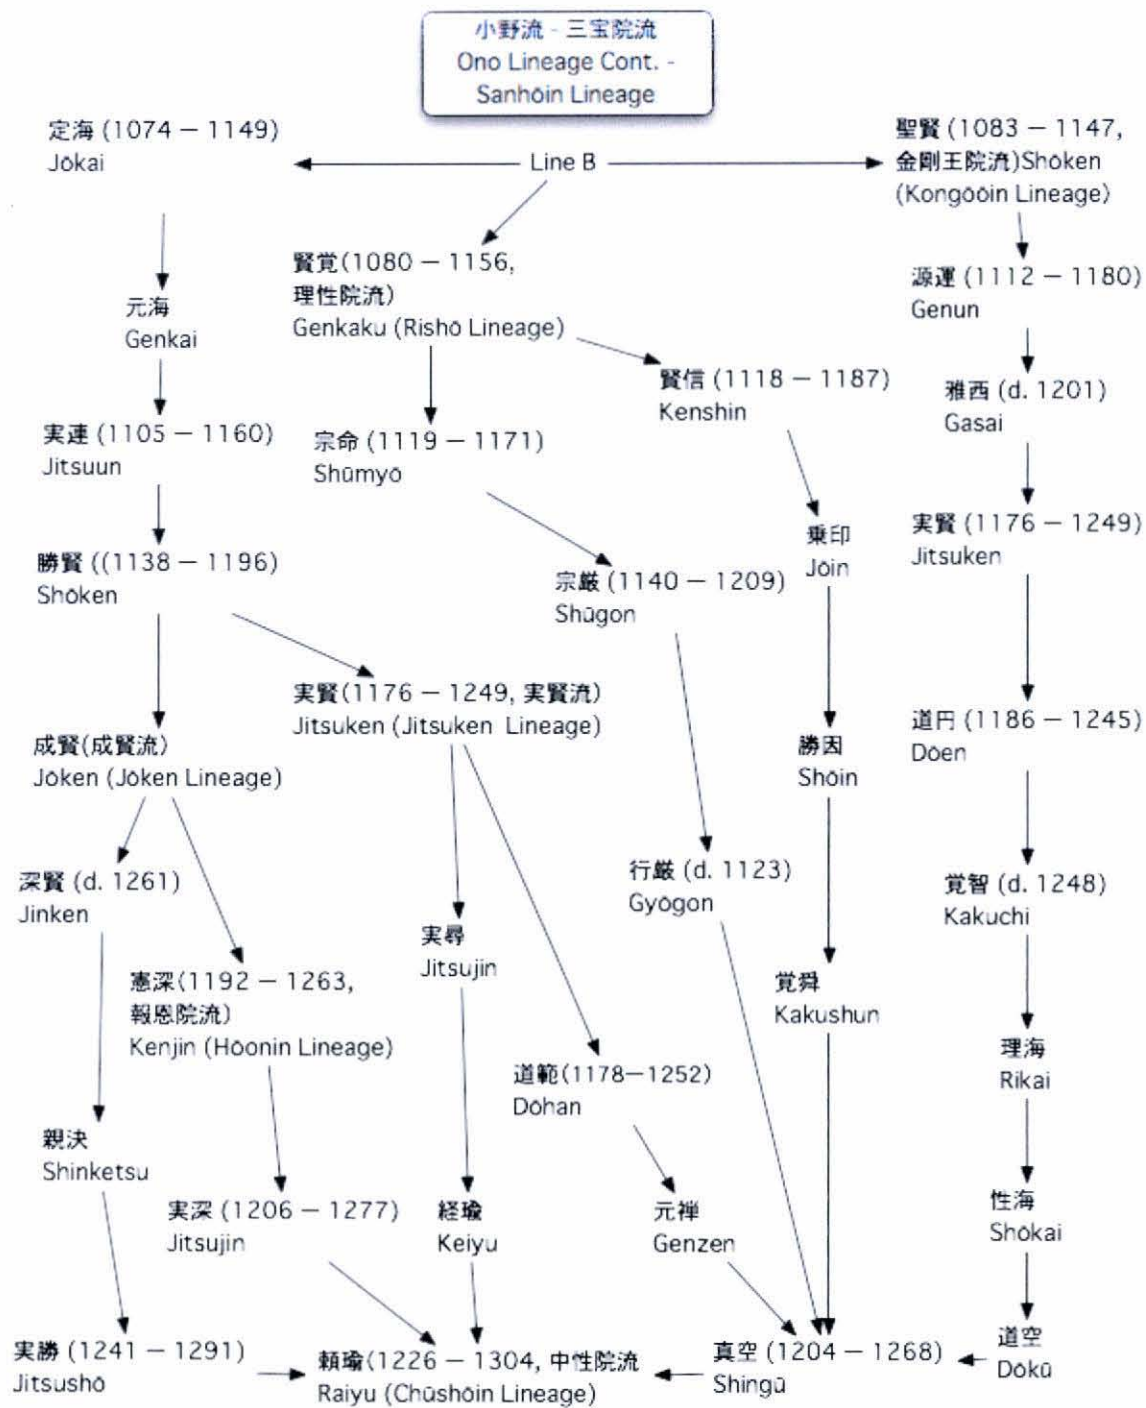 小野流 - 三宝院流
Ono Lineage Cont. -
Sanhōin Lineage
定海 (1074 – 1149)
Jōkai
Line B
聖賢 (1083 – 1147,
金剛王院流)Shōken
(Kongōōin Lineage)
賢覚(1080 – 1156,
理性院流)
Genkaku (Rishō Lineage)
源運 (1112 – 1180)
Genun
元海
Genkai
賢信 (1118 – 1187)
Kenshin
雅西 (d. 1201)
Gasai
実連 (1105 – 1160)
Jitsuun
宗命 (1119 – 1171)
Shūmyō
乗印
Jōin
実賢 (1176 – 1249)
Jitsuken
勝賢 ((1138 – 1196)
Shōken
宗厳 (1140 – 1209)
Shūgon
実賢(1176 – 1249, 実賢流)
Jitsuken (Jitsuken Lineage)
成賢(成賢流)
Jōken (Jōken Lineage)
勝因
Shōin
道円 (1186 – 1245)
Dōen
深賢 (d. 1261)
Jinken
行厳 (d. 1123)
Gyōgon
覚智 (d. 1248)
Kakuchi
実尋
Jitsujin
憲深(1192 – 1263,
報恩院流)
Kenjin (Hōonin Lineage)
覚舜
Kakushun
理海
Rikai
道範(1178–1252)
Dōhan
親決
Shinketsu
実深 (1206 – 1277)
Jitsujin
経瑜
Keiyu
元禅
Genzen
性海
Shōkai
実勝 (1241 – 1291)
Jitsushō
頼瑜(1226 – 1304, 中性院流
Raiyu (Chūshōin Lineage)
真空 (1204 – 1268)
Shingū
道空
Dōkū